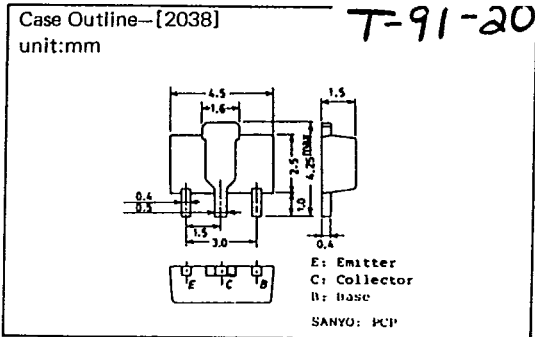 Case Outline—[2038]
T-91-20
unit:mm
4.5
1.6
1.5
2.5
4.25max
1.0
0.4
0.5
1.5
3.0
0.4
E C B
E: Emitter
C: Collector
B: Base
SANYO: PCP